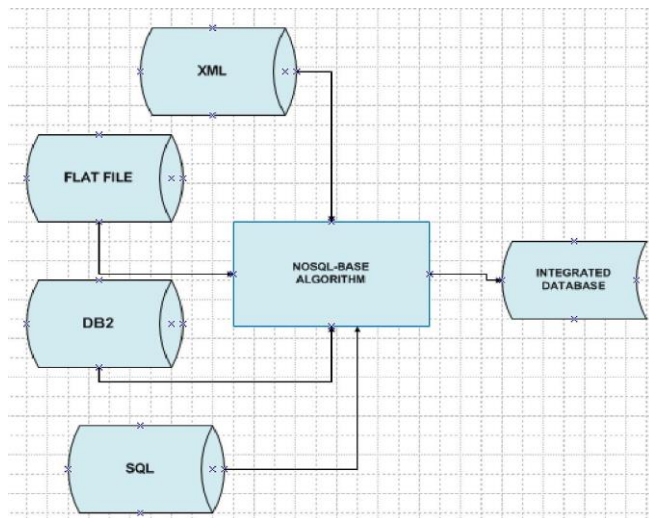 XML
FLAT FILE
NOSQL-BASE
ALGORITHM
INTEGRATED
DATABASE
DB2
SQL